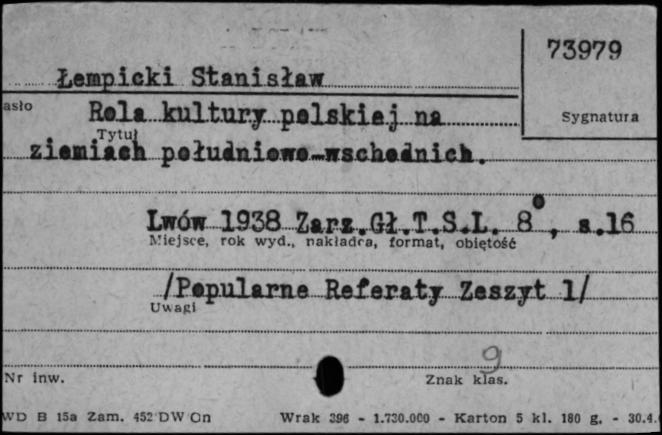 73979
Łempicki Stanisław
asło
Rola kultury polskiej na
Sygnatura
Tytuł
ziemiach południowo-wschodnich.
Lwów 1938 Zarz.Gł.T.S.L. 8°, s.16
Miejsce, rok wyd., nakładca, format, objętość
/Popularne Referaty Zeszyt 1/
Uwagi
9
Nr inw.
Znak klas.
WD B 15a Zam. 452 DW On
Wrak 396 - 1.730.000 - Karton 5 kl. 180 g. - 30.4.